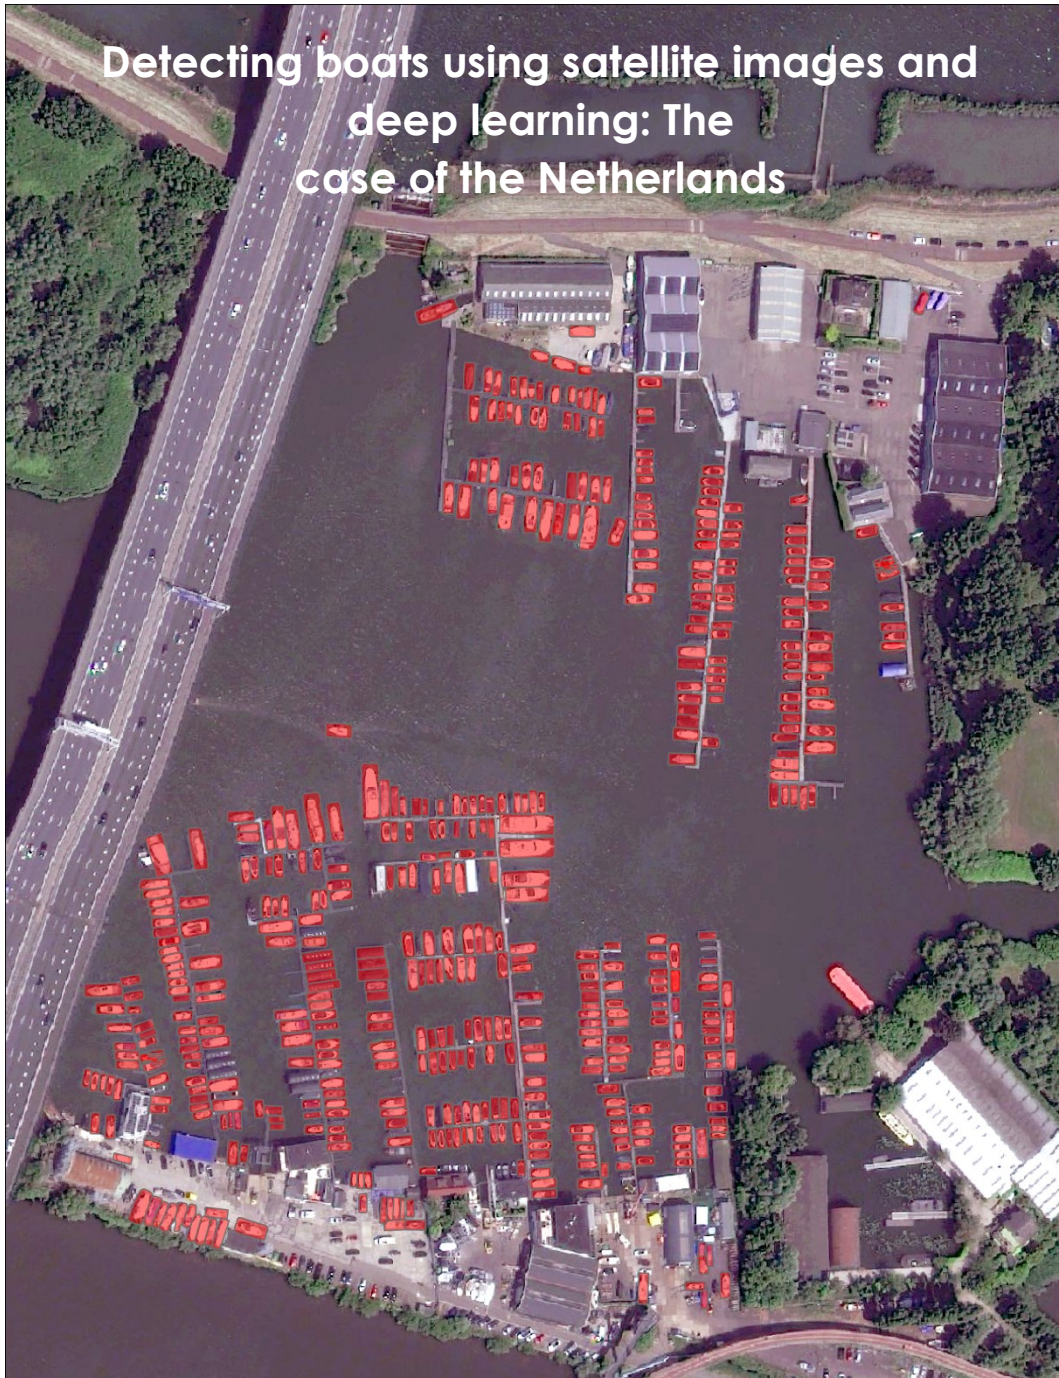 Detecting boats using satellite images and
deep learning: The
case of the Netherlands